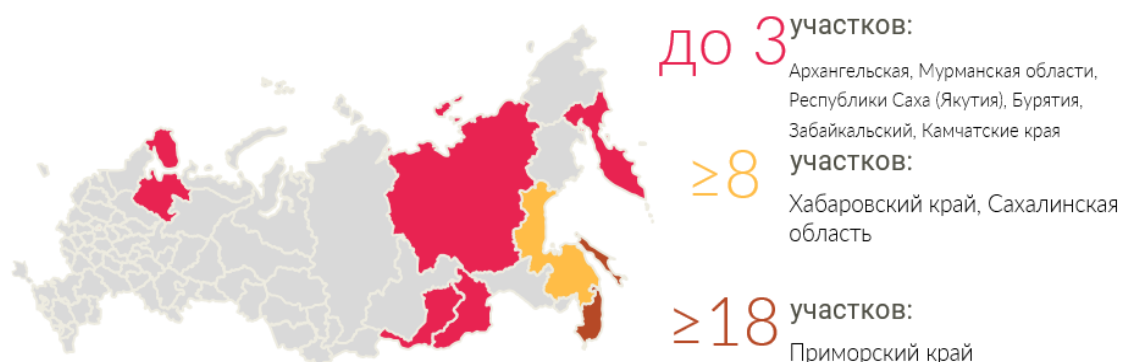 до 3 участков:
Архангельская, Мурманская области,
Республики Саха (Якутия), Бурятия,
Забайкальский, Камчатские края
≥8 участков:
Хабаровский край, Сахалинская
область
≥18 участков:
Приморский край